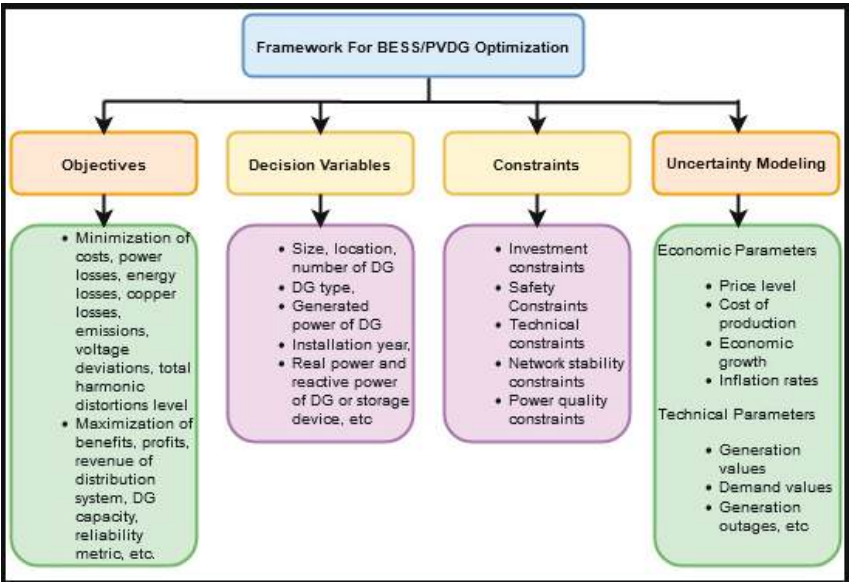 Framework For BESS/PVDG Optimization
Objectives
Decision Variables
Constraints
Uncertainty Modeling
• Minimization of
costs, power
losses, energy
losses, copper
losses,
emissions,
voltage
deviations, total
harmonic
distortions level
• Maximization of
benefits, profits,
revenue of
distribution
system, DG
capacity,
reliability
metric, etc.
• Size, location,
number of DG
• DG type,
• Generated
power of DG
• Installation year,
• Real power and
reactive power
of DG or storage
device, etc
• Investment
constraints
• Safety
Constraints
• Technical
constraints
• Network stability
constraints
• Power quality
constraints
Economic Parameters
• Price level
• Cost of
production
• Economic
growth
• Inflation rates
Technical Parameters
• Generation
values
• Demand values
• Generation
outages, etc